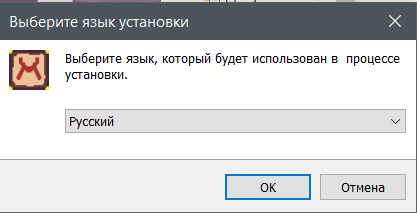 Выберите язык установки
Выберите язык, который будет использован в  процессе
установки.
Русский
OK
Отмена